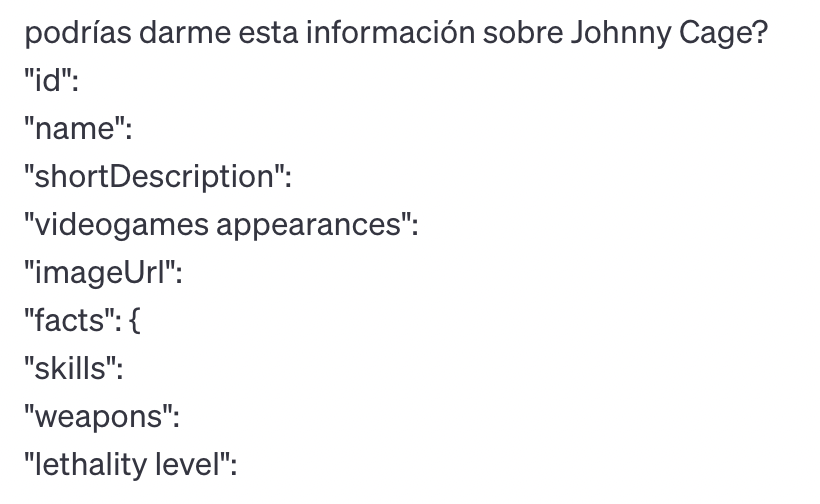 podrías darme esta información sobre Johnny Cage?
"id":
"name":
"shortDescription":
"videogames appearances":
"imageUrl":
"facts": {
"skills":
"weapons":
"lethality level":